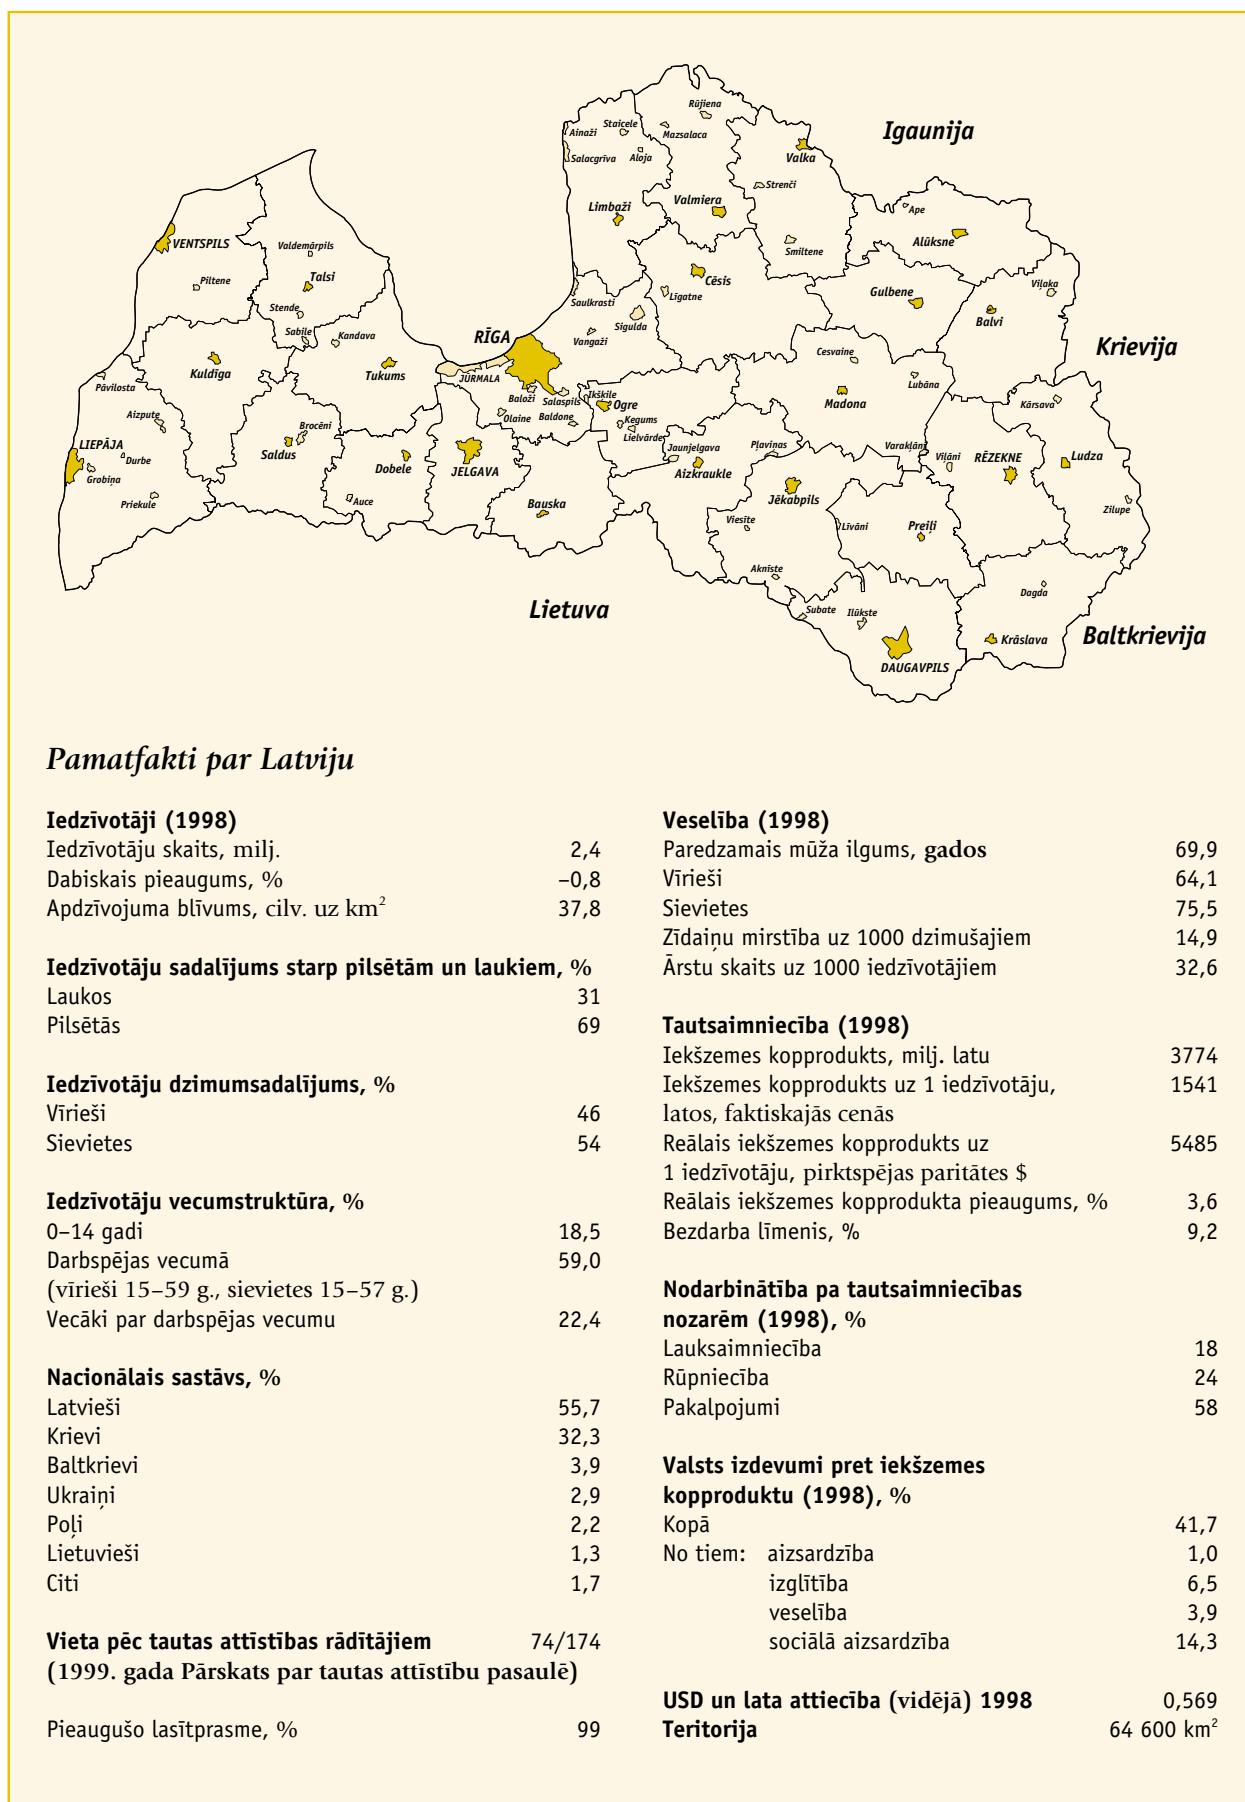 Rūjiena
Staicele
Ainaži
Mazsalaca
Igaunija
Salacgrīva
Aloja
Valka
Strenči
Limbaži
Valmiera
Ape
Alūksne
VENTSPILS
Valdemārpils
Smiltene
Talsi
Piltene
Cēsis
Līgatne
Gulbene
Viļaka
Saulkrasti
Stende
Sigulda
Balvi
Sabile
Kandava
RĪGA
Vangaži
Krievija
Cesvaine
Kuldīga
Tukums
JŪRMALA
Lubāna
Pāvilosta
Baloži
Salaspils
Ikšķile
Ogre
Madona
Kārsava
Aizpute
Olaine
Baldone
Ķegums
Brocēni
Lielvārde
LIEPĀJA
Saldus
Jaunjelgava
Pļaviņas
Varakļāni
Durbe
Dobele
JELGAVA
Viļāni
RĒZEKNE
Ludza
Grobiņa
Aizkraukle
Priekule
Auce
Bauska
Jēkabpils
Zilupe
Viesīte
Līvāni
Preiļi
Aknīste
Dagda
Lietuva
Subate
Ilūkste
Krāslava
Baltkrievija
DAUGAVPILS
Pamatfakti par Latviju
Iedzīvotāji (1998)
Iedzīvotāju skaits, milj. 2,4
Dabiskais pieaugums, % –0,8
Apdzīvojuma blīvums, cilv. uz km² 37,8
Iedzīvotāju sadalījums starp pilsētām un laukiem, %
Laukos 31
Pilsētās 69
Iedzīvotāju dzimumsadalījums, %
Vīrieši 46
Sievietes 54
Iedzīvotāju vecumstruktūra, %
0–14 gadi 18,5
Darbspējas vecumā 59,0
(vīrieši 15–59 g., sievietes 15–57 g.)
Vecāki par darbspējas vecumu 22,4
Nacionālais sastāvs, %
Latvieši 55,7
Krievi 32,3
Baltkrievi 3,9
Ukraiņi 2,9
Poļi 2,2
Lietuvieši 1,3
Citi 1,7
Vieta pēc tautas attīstības rādītājiem 74/174
(1999. gada Pārskats par tautas attīstību pasaulē)
Pieaugušo lasītprasme, % 99
Veselība (1998)
Paredzamais mūža ilgums, gados 69,9
Vīrieši 64,1
Sievietes 75,5
Zīdaiņu mirstība uz 1000 dzimušajiem 14,9
Ārstu skaits uz 1000 iedzīvotājiem 32,6
Tautsaimniecība (1998)
Iekšzemes kopprodukts, milj. latu 3774
Iekšzemes kopprodukts uz 1 iedzīvotāju, 1541
latos, faktiskajās cenās
Reālais iekšzemes kopprodukts uz 5485
1 iedzīvotāju, pirktspējas paritātes $
Reālais iekšzemes kopprodukta pieaugums, % 3,6
Bezdarba līmenis, % 9,2
Nodarbinātība pa tautsaimniecības
nozarēm (1998), %
Lauksaimniecība 18
Rūpniecība 24
Pakalpojumi 58
Valsts izdevumi pret iekšzemes
kopproduktu (1998), %
Kopā 41,7
No tiem: aizsardzība 1,0
izglītība 6,5
veselība 3,9
sociālā aizsardzība 14,3
USD un lata attiecība (vidējā) 1998 0,569
Teritorija 64 600 km²